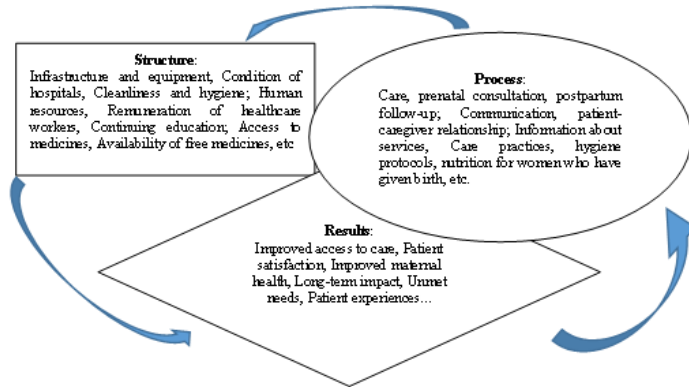 Structure:
Infrastructure and equipment, Condition of
hospitals, Cleanliness and hygiene; Human
resources, Remuneration of healthcare
workers, Continuing education; Access to
medicines, Availability of free medicines, etc
Process:
Care, prenatal consultation, postpartum
follow-up; Communication, patient-
caregiver relationship; Information about
services, Care practices, hygiene
protocols, nutrition for women who have
given birth, etc.
Results:
Improved access to care, Patient
satisfaction, Improved maternal
health, Long-term impact, Unmet
needs, Patient experiences...